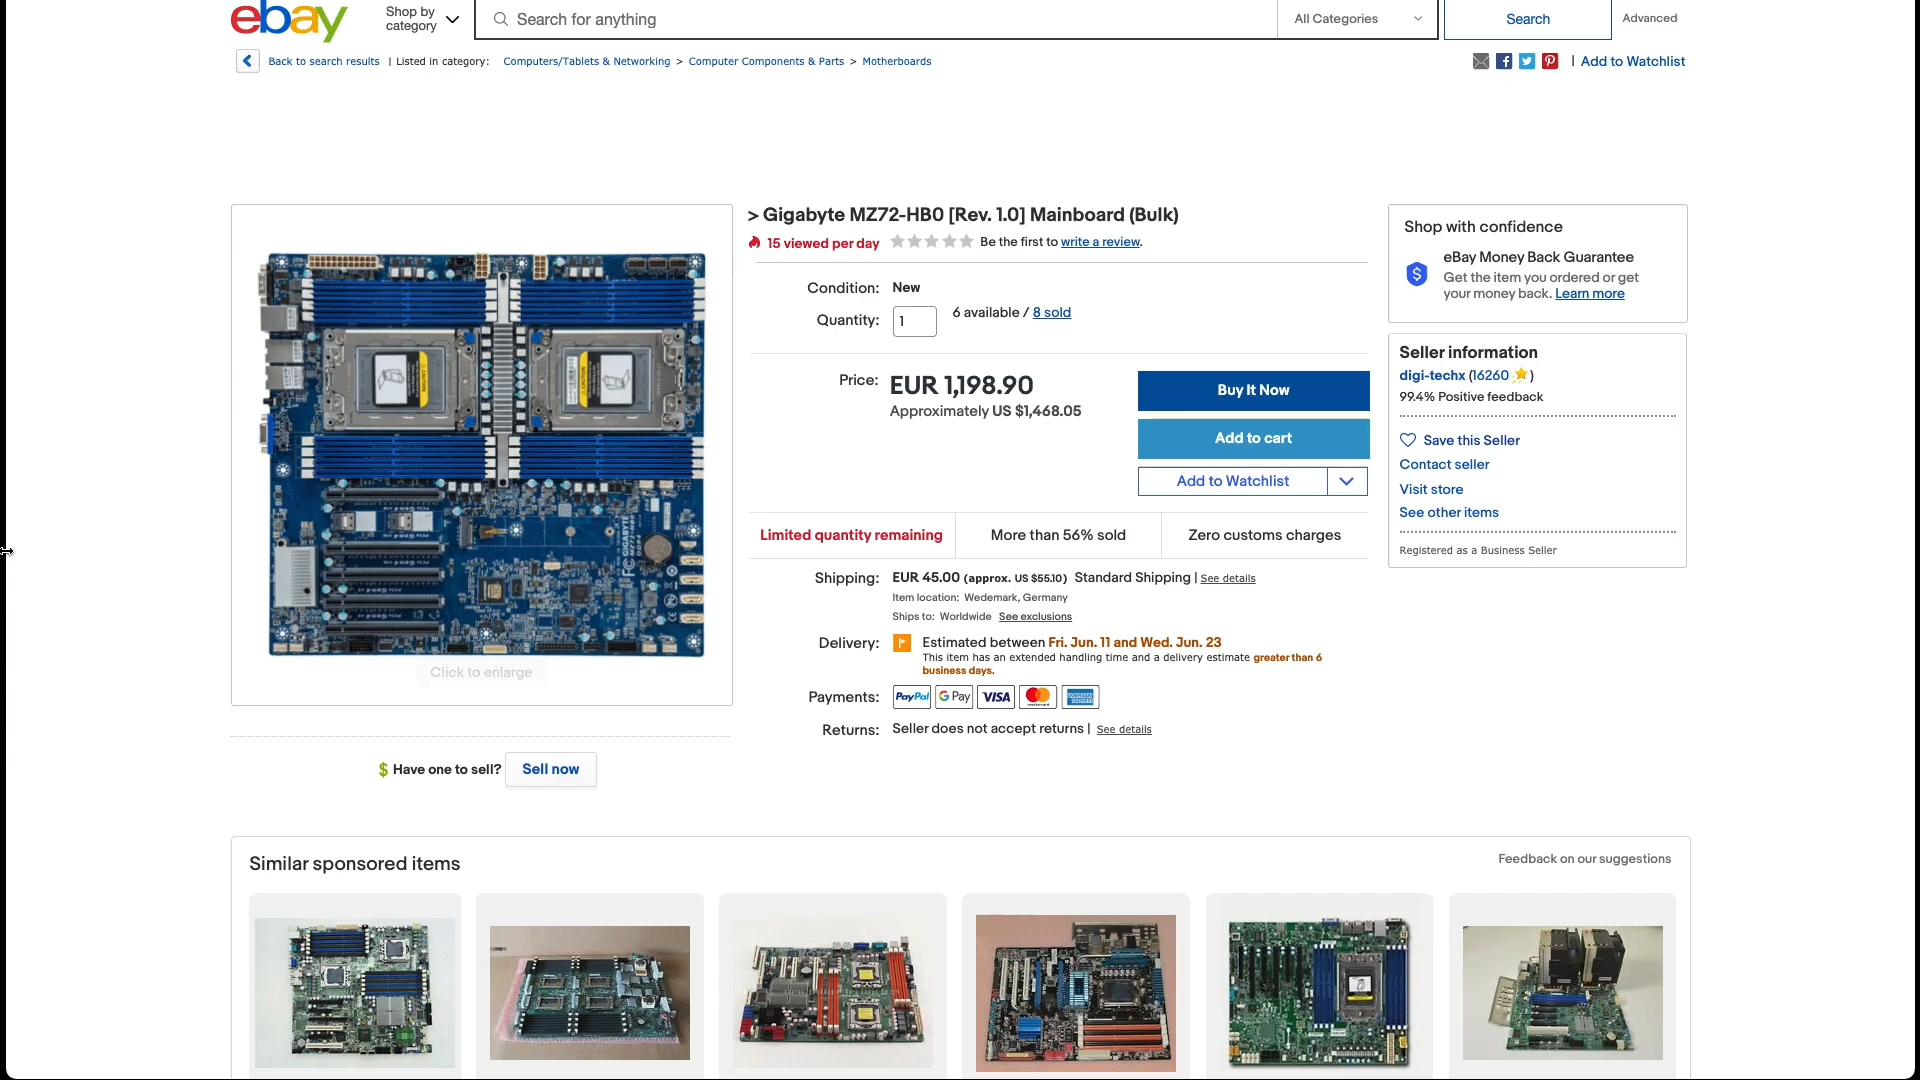 ebay
Shop by
category
Search for anything
All Categories
Search
Advanced
Back to search results | Listed in category: Computers/Tablets & Networking > Computer Components & Parts > Motherboards
| Add to Watchlist
> Gigabyte MZ72-HB0 [Rev. 1.0] Mainboard (Bulk)
15 viewed per day Be the first to write a review.
Condition: New
Quantity: 1 6 available / 8 sold
Price: EUR 1,198.90
Approximately US $1,468.05
Buy It Now
Add to cart
Add to Watchlist
Limited quantity remaining
More than 56% sold
Zero customs charges
Shipping: EUR 45.00 (approx. US $55.10) Standard Shipping | See details
Item location: Wedemark, Germany
Ships to: Worldwide See exclusions
Delivery: Estimated between Fri. Jun. 11 and Wed. Jun. 23
This item has an extended handling time and a delivery estimate greater than 6
business days.
Payments: PayPal G Pay VISA
Returns: Seller does not accept returns | See details
Shop with confidence
eBay Money Back Guarantee
Get the item you ordered or get
your money back. Learn more
Seller information
digi-techx (16260)
99.4% Positive feedback
Save this Seller
Contact seller
Visit store
See other items
Registered as a Business Seller
GIGABYTE
MZ72-HB0
Click to enlarge
$ Have one to sell? Sell now
Similar sponsored items
Feedback on our suggestions